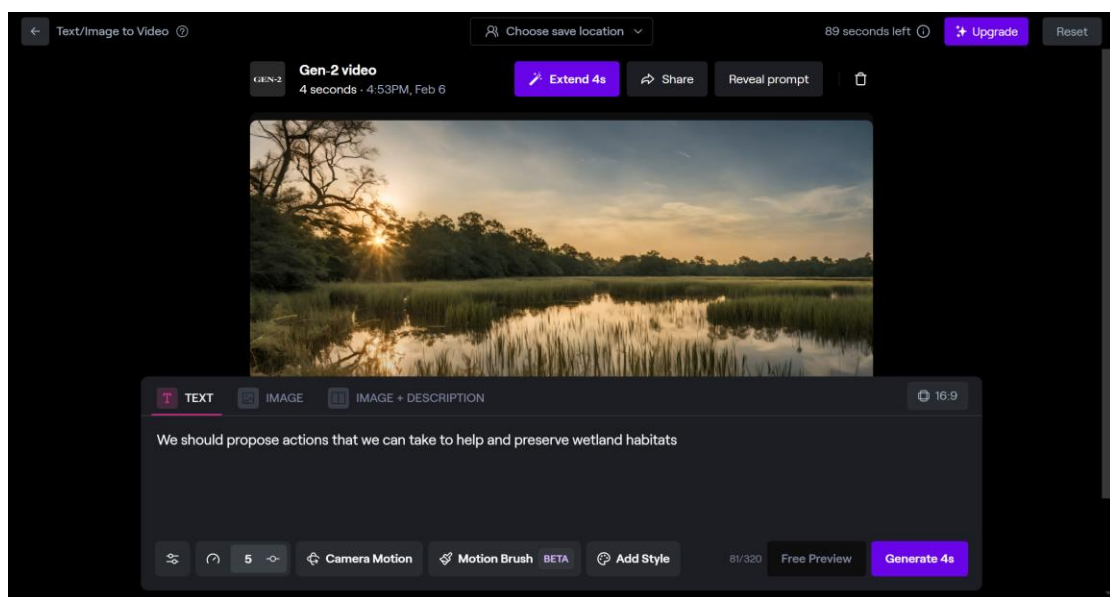 Text/Image to Video
Choose save location
89 seconds left
Upgrade
Reset
GEN-2
Gen-2 video
4 seconds · 4:53PM, Feb 6
Extend 4s
Share
Reveal prompt
T TEXT
IMAGE
IMAGE + DESCRIPTION
16:9
We should propose actions that we can take to help and preserve wetland habitats
5
Camera Motion
Motion Brush BETA
Add Style
81/320
Free Preview
Generate 4s